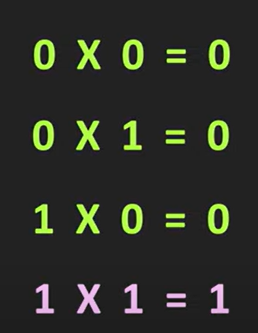 0 X 0 = 0
0 X 1 = 0
1 X 0 = 0
1 X 1 = 1